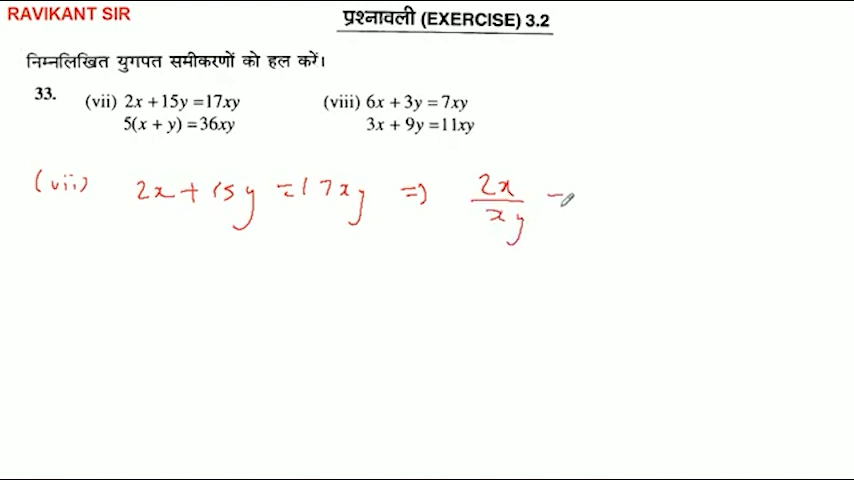 RAVIKANT SIR
प्रश्नावली (EXERCISE) 3.2
निम्नलिखित युगपत समीकरणों को हल करें।
33. (vii) 2x + 15y =17xy (viii) 6x + 3y = 7xy
5(x + y) = 36xy 3x + 9y =11xy
(vii) 2x + 15y = 17xy ⇒ 2x/xy -